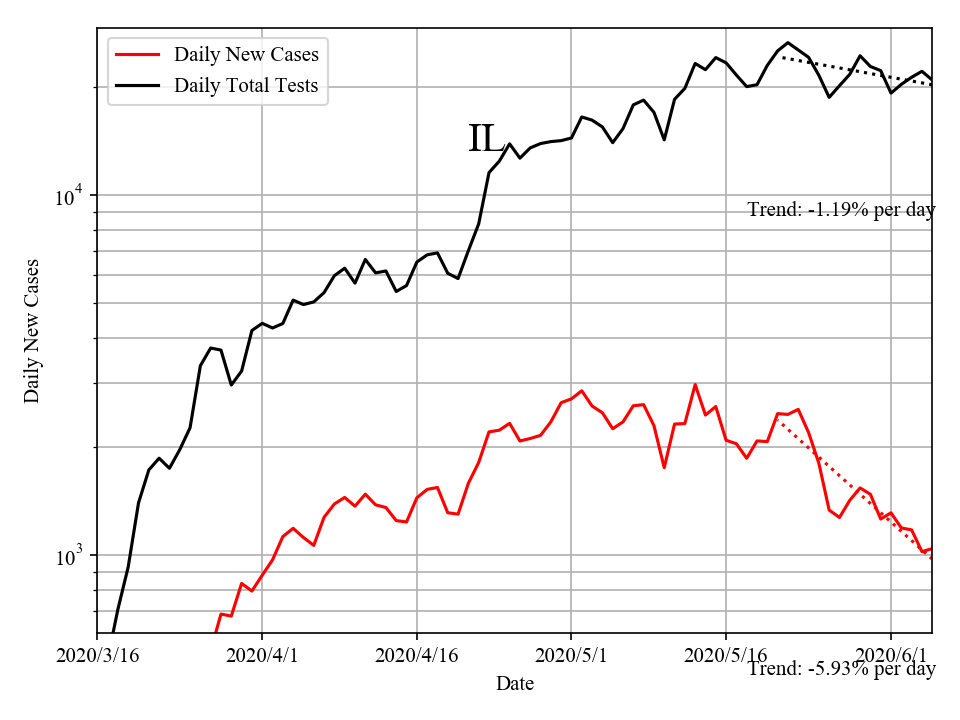 Daily New Cases
Daily Total Tests
IL
10^4
Trend: -1.19% per day
Daily New Cases
10^3
2020/3/16 2020/4/1 2020/4/16 2020/5/1 2020/5/16 2020/6/1
Trend: -5.93% per day
Date